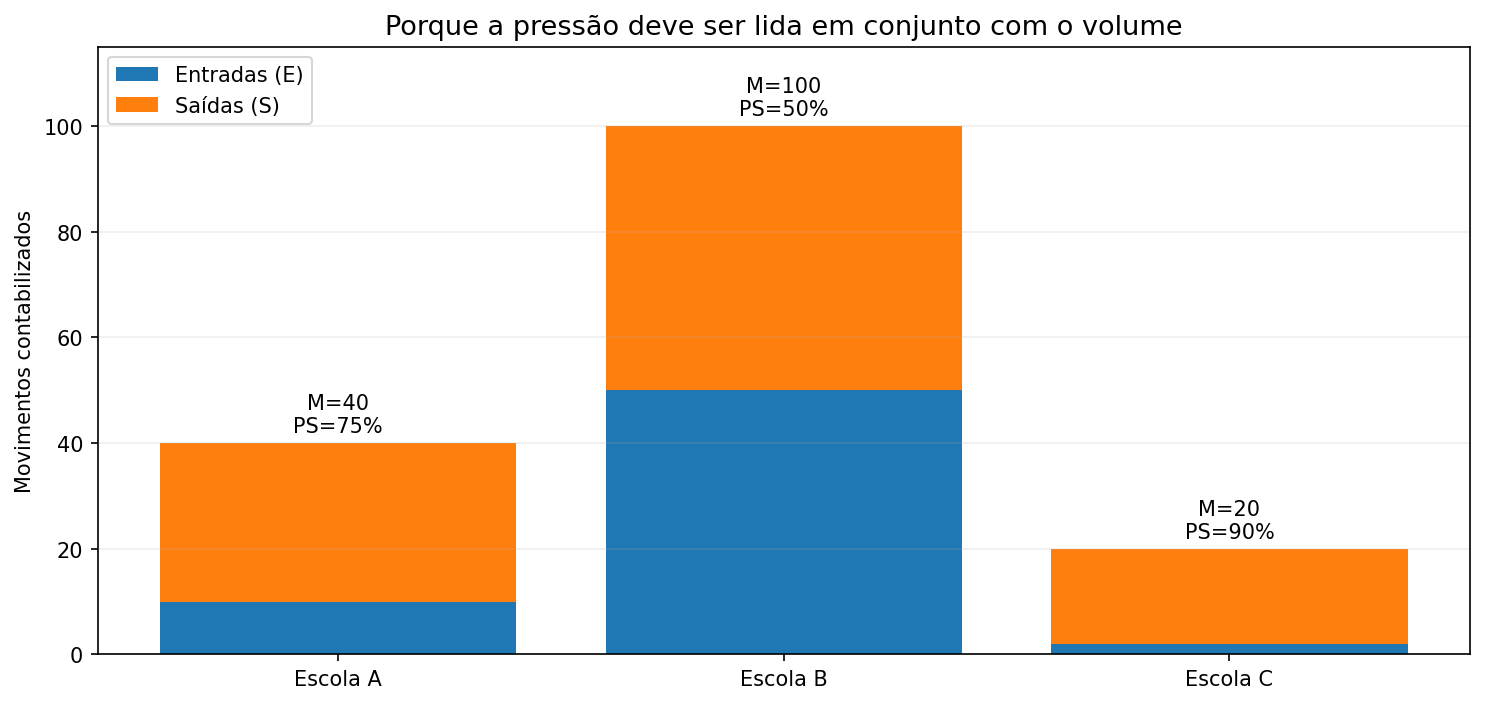 Porque a pressão deve ser lida em conjunto com o volume
Entradas (E)
Saídas (S)
Movimentos contabilizados
100
80
60
40
20
0
M=40
PS=75%
M=100
PS=50%
M=20
PS=90%
Escola A
Escola B
Escola C